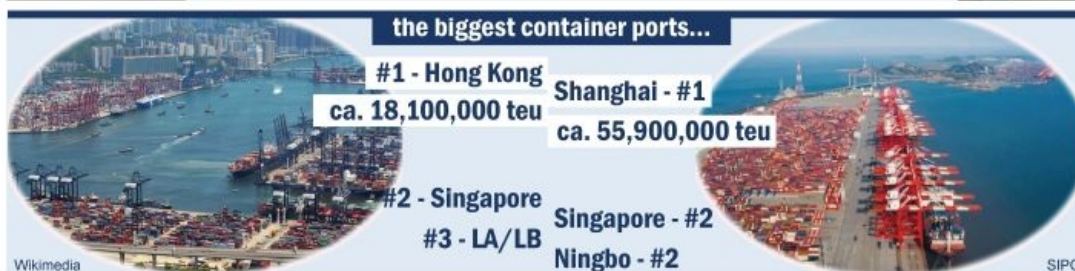 the biggest container ports...
#1 - Hong Kong
ca. 18,100,000 teu
#2 - Singapore
#3 - LA/LB
Shanghai - #1
ca. 55,900,000 teu
Singapore - #2
Ningbo - #2
Wikimedia
SIPG